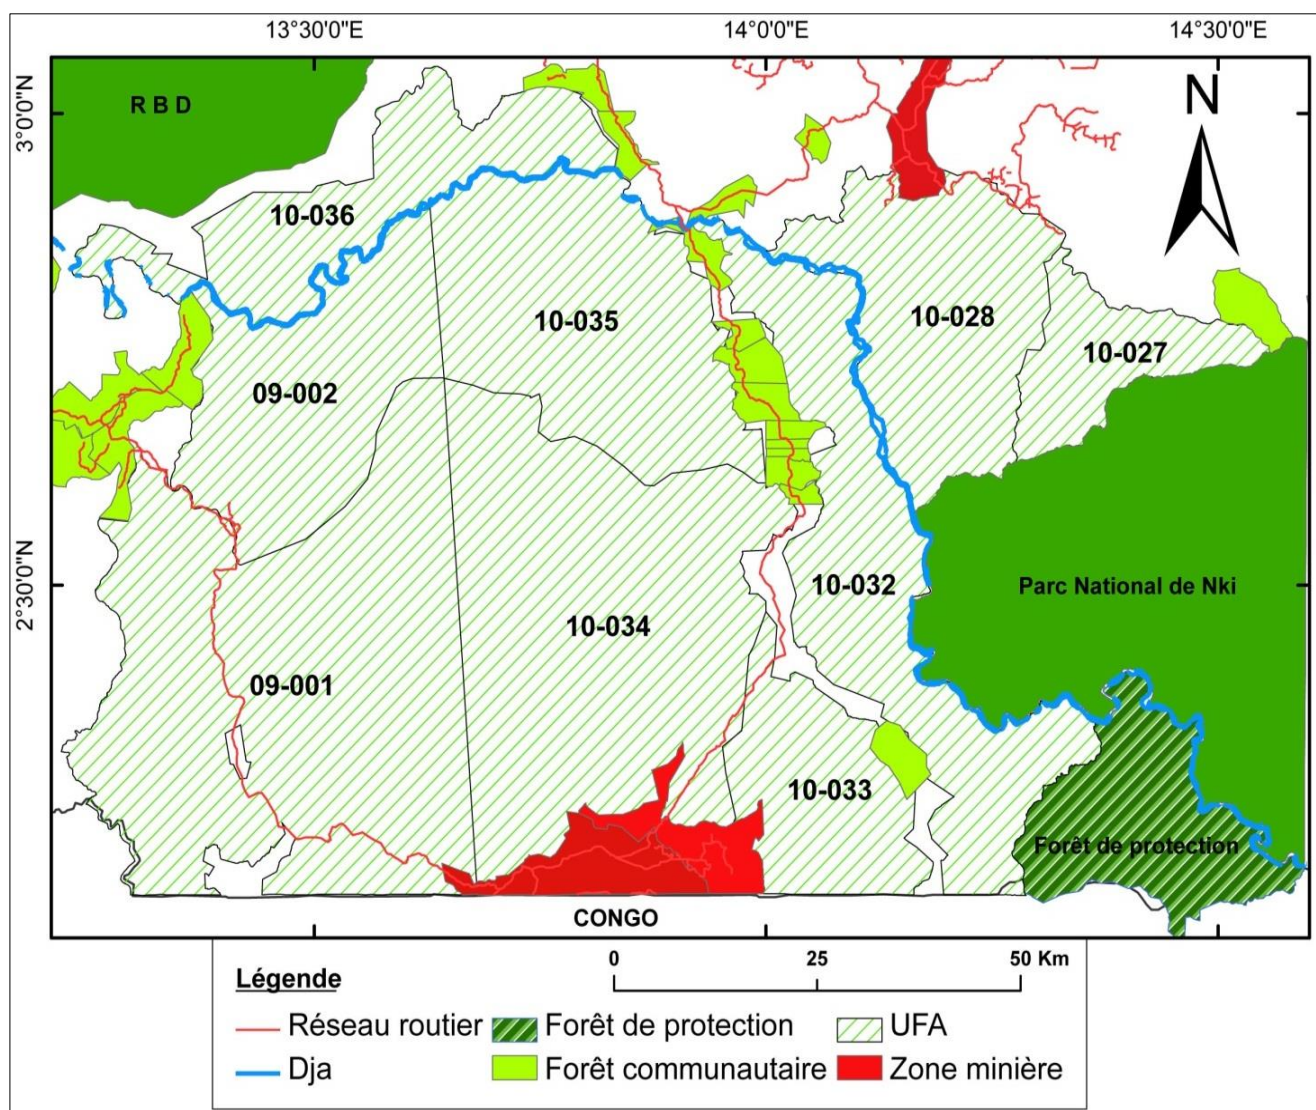 13°30'0"E 14°0'0"E 14°30'0"E
3°0'0"N
2°30'0"N
R B D
N
10-036
10-035
10-028
10-027
09-002
10-032
Parc National de Nki
10-034
09-001
10-033
Forêt de protection
CONGO
Légende
0 25 50 Km
Réseau routier Forêt de protection UFA
Dja Forêt communautaire Zone minière